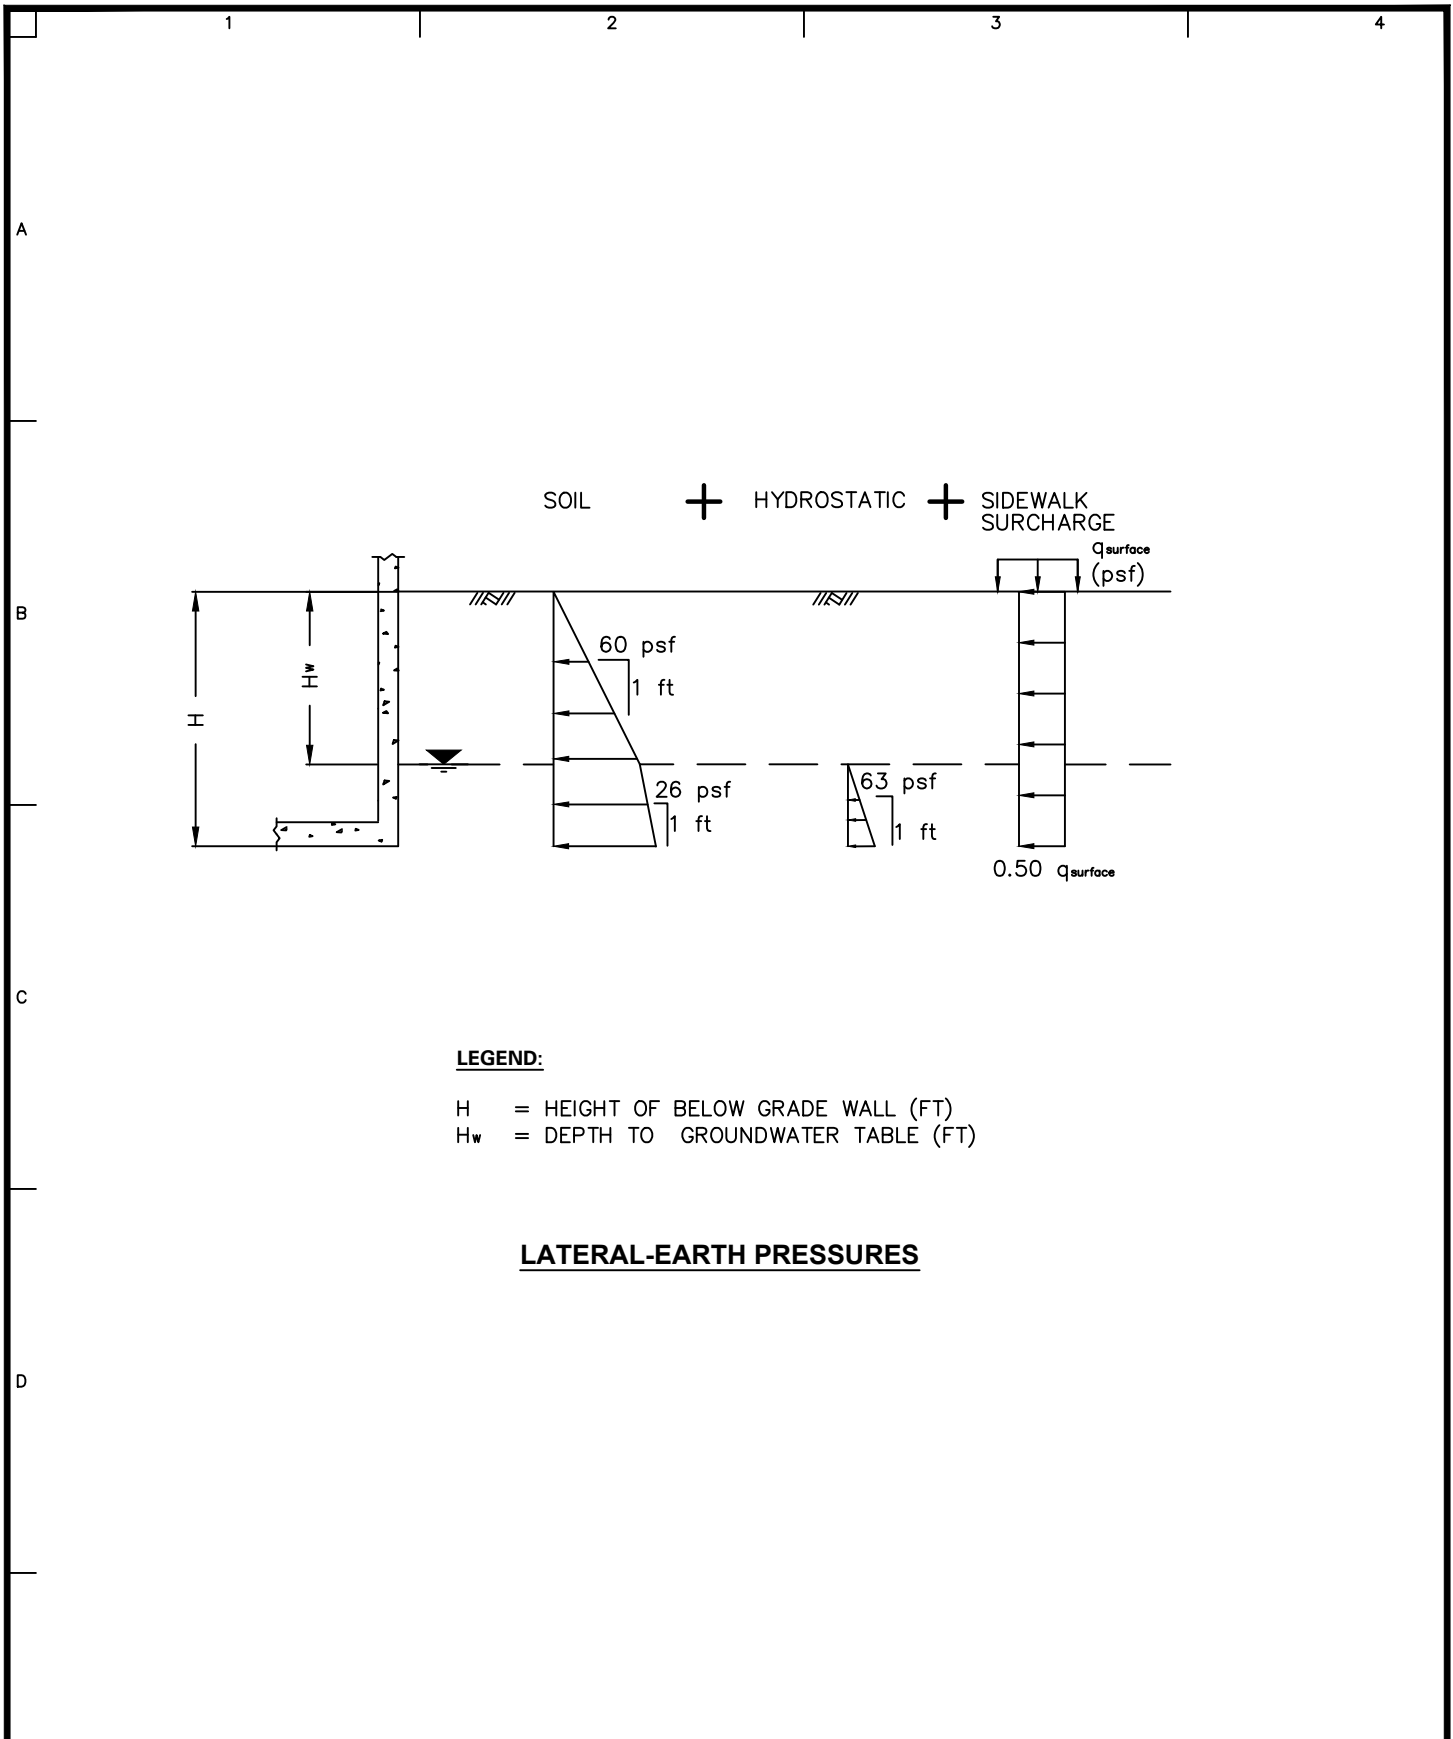 1 2 3 4
A
SOIL + HYDROSTATIC + SIDEWALK
SURCHARGE
qsurface
(psf)
B
60 psf
1 ft
Hw
H
26 psf
1 ft
63 psf
1 ft
0.50 qsurface
C
LEGEND:
H = HEIGHT OF BELOW GRADE WALL (FT)
Hw = DEPTH TO GROUNDWATER TABLE (FT)
LATERAL-EARTH PRESSURES
D